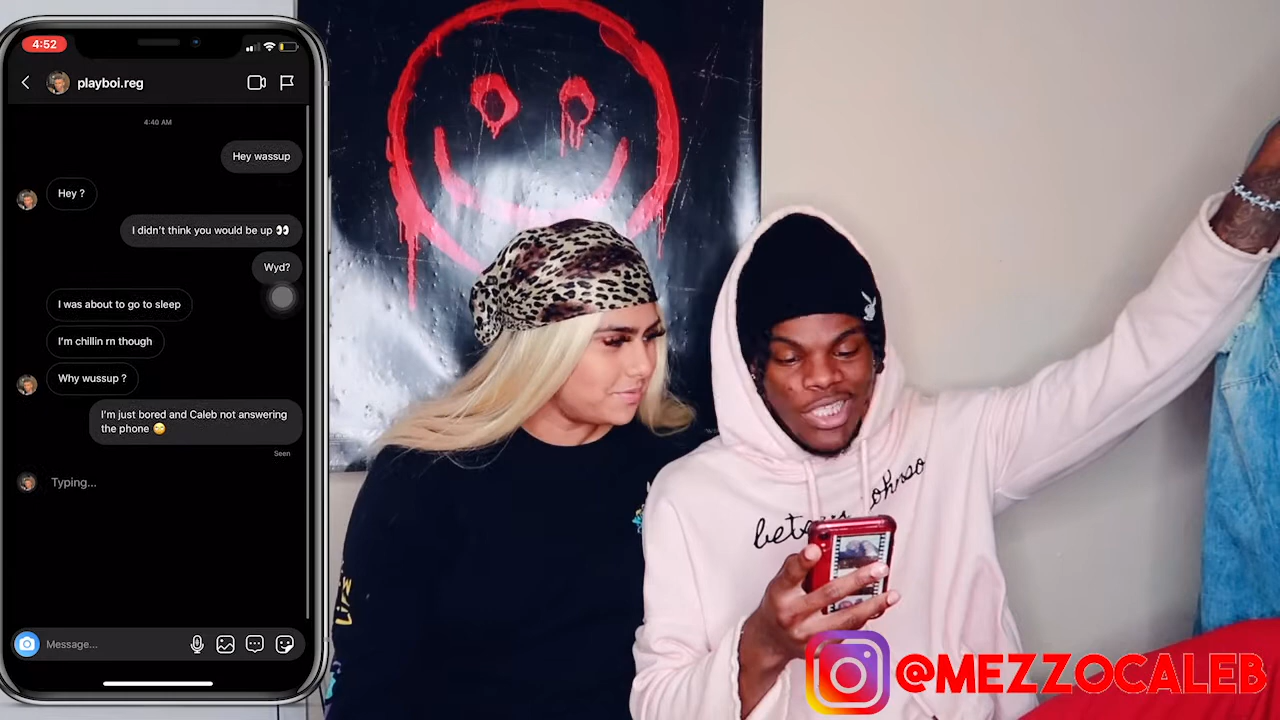 4:52
playboi.reg
4:40 AM
Hey wassup
Hey ?
I didn't think you would be up 👀
Wyd?
I was about to go to sleep
I'm chillin rn though
Why wussup ?
I'm just bored and Caleb not answering
the phone 🙄
Seen
Typing...
Message...
ohnso
@MEZZOCALEB